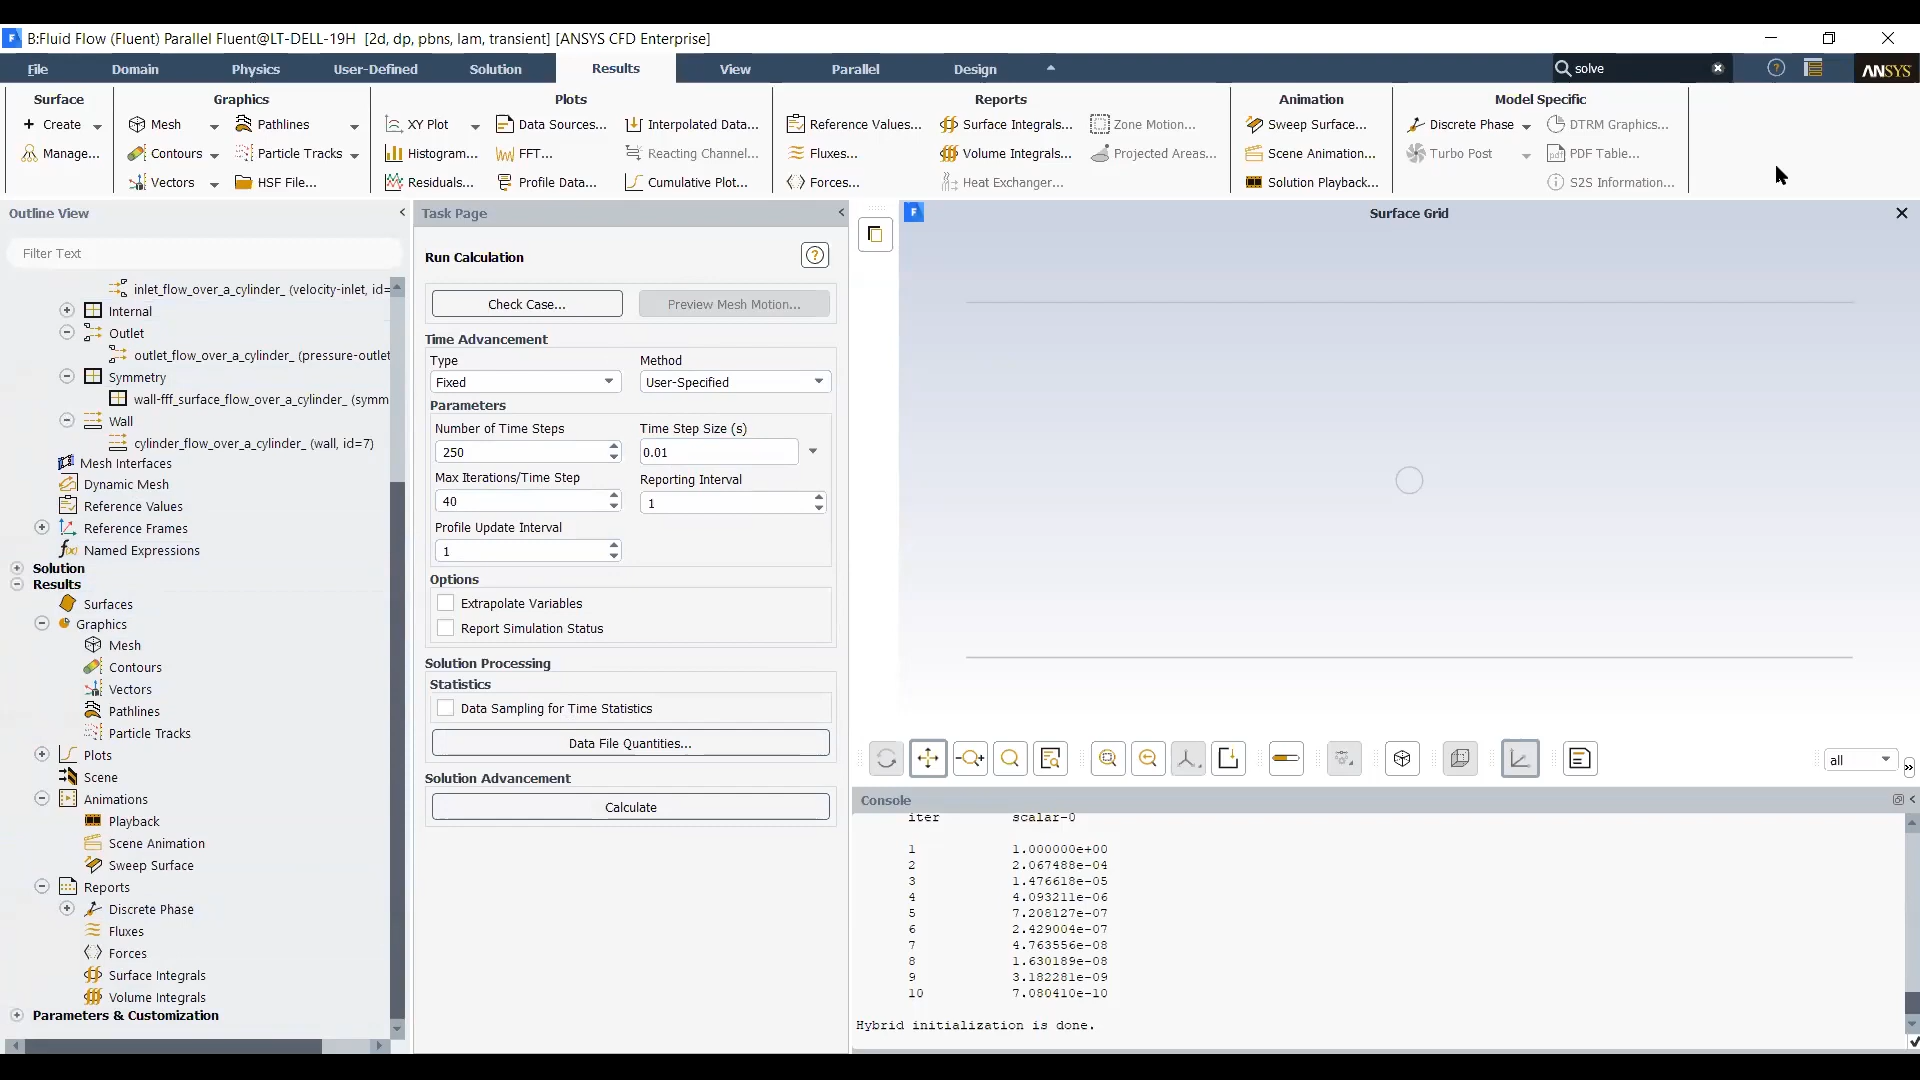 B:Fluid Flow (Fluent) Parallel Fluent@LT-DELL-19H [2d, dp, pbns, lam, transient] [ANSYS CFD Enterprise]
File Domain Physics User-Defined Solution Results View Parallel Design solve ANSYS
Surface Graphics Plots Reports Animation Model Specific
+ Create Mesh Pathlines XY Plot Data Sources... Interpolated Data... Reference Values... Surface Integrals... Zone Motion... Sweep Surface... Discrete Phase DTRM Graphics...
Manage... Contours Particle Tracks Histogram... FFT... Reacting Channel... Fluxes... Volume Integrals... Projected Areas... Scene Animation... Turbo Post PDF Table...
Vectors HSF File... Residuals... Profile Data... Cumulative Plot... Forces... Heat Exchanger... Solution Playback... S2S Information...
Outline View
Filter Text
inlet_flow_over_a_cylinder_ (velocity-inlet, id=
Internal
Outlet
outlet_flow_over_a_cylinder_ (pressure-outlet
Symmetry
wall-fff_surface_flow_over_a_cylinder_ (symm
Wall
cylinder_flow_over_a_cylinder_ (wall, id=7)
Mesh Interfaces
Dynamic Mesh
Reference Values
Reference Frames
Named Expressions
Solution
Results
Surfaces
Graphics
Mesh
Contours
Vectors
Pathlines
Particle Tracks
Plots
Scene
Animations
Playback
Scene Animation
Sweep Surface
Reports
Discrete Phase
Fluxes
Forces
Surface Integrals
Volume Integrals
Parameters & Customization
Task Page
Run Calculation
Check Case... Preview Mesh Motion...
Time Advancement
Type Method
Fixed User-Specified
Parameters
Number of Time Steps Time Step Size (s)
250 0.01
Max Iterations/Time Step Reporting Interval
40 1
Profile Update Interval
1
Options
Extrapolate Variables
Report Simulation Status
Solution Processing
Statistics
Data Sampling for Time Statistics
Data File Quantities...
Solution Advancement
Calculate
Surface Grid
all
Console
iter scalar-0
1 1.000000e+00
2 2.067488e-04
3 1.476618e-05
4 4.093211e-06
5 7.208127e-07
6 2.429004e-07
7 4.763556e-08
8 1.630189e-08
9 3.182281e-09
10 7.080410e-10
Hybrid initialization is done.